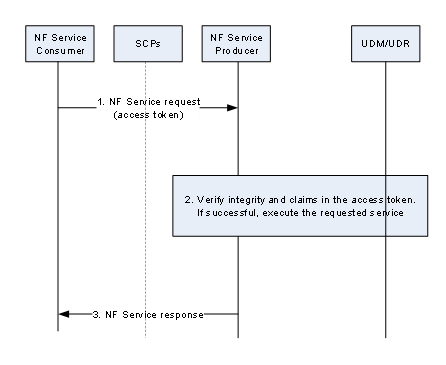 NF Service
Consumer
SCPs
NF Service
Producer
UDM/UDR
1. NF Service request
(access token)
2. Verify integrity and claims in the access token.
If successful, execute the requested service
3. NF Service response